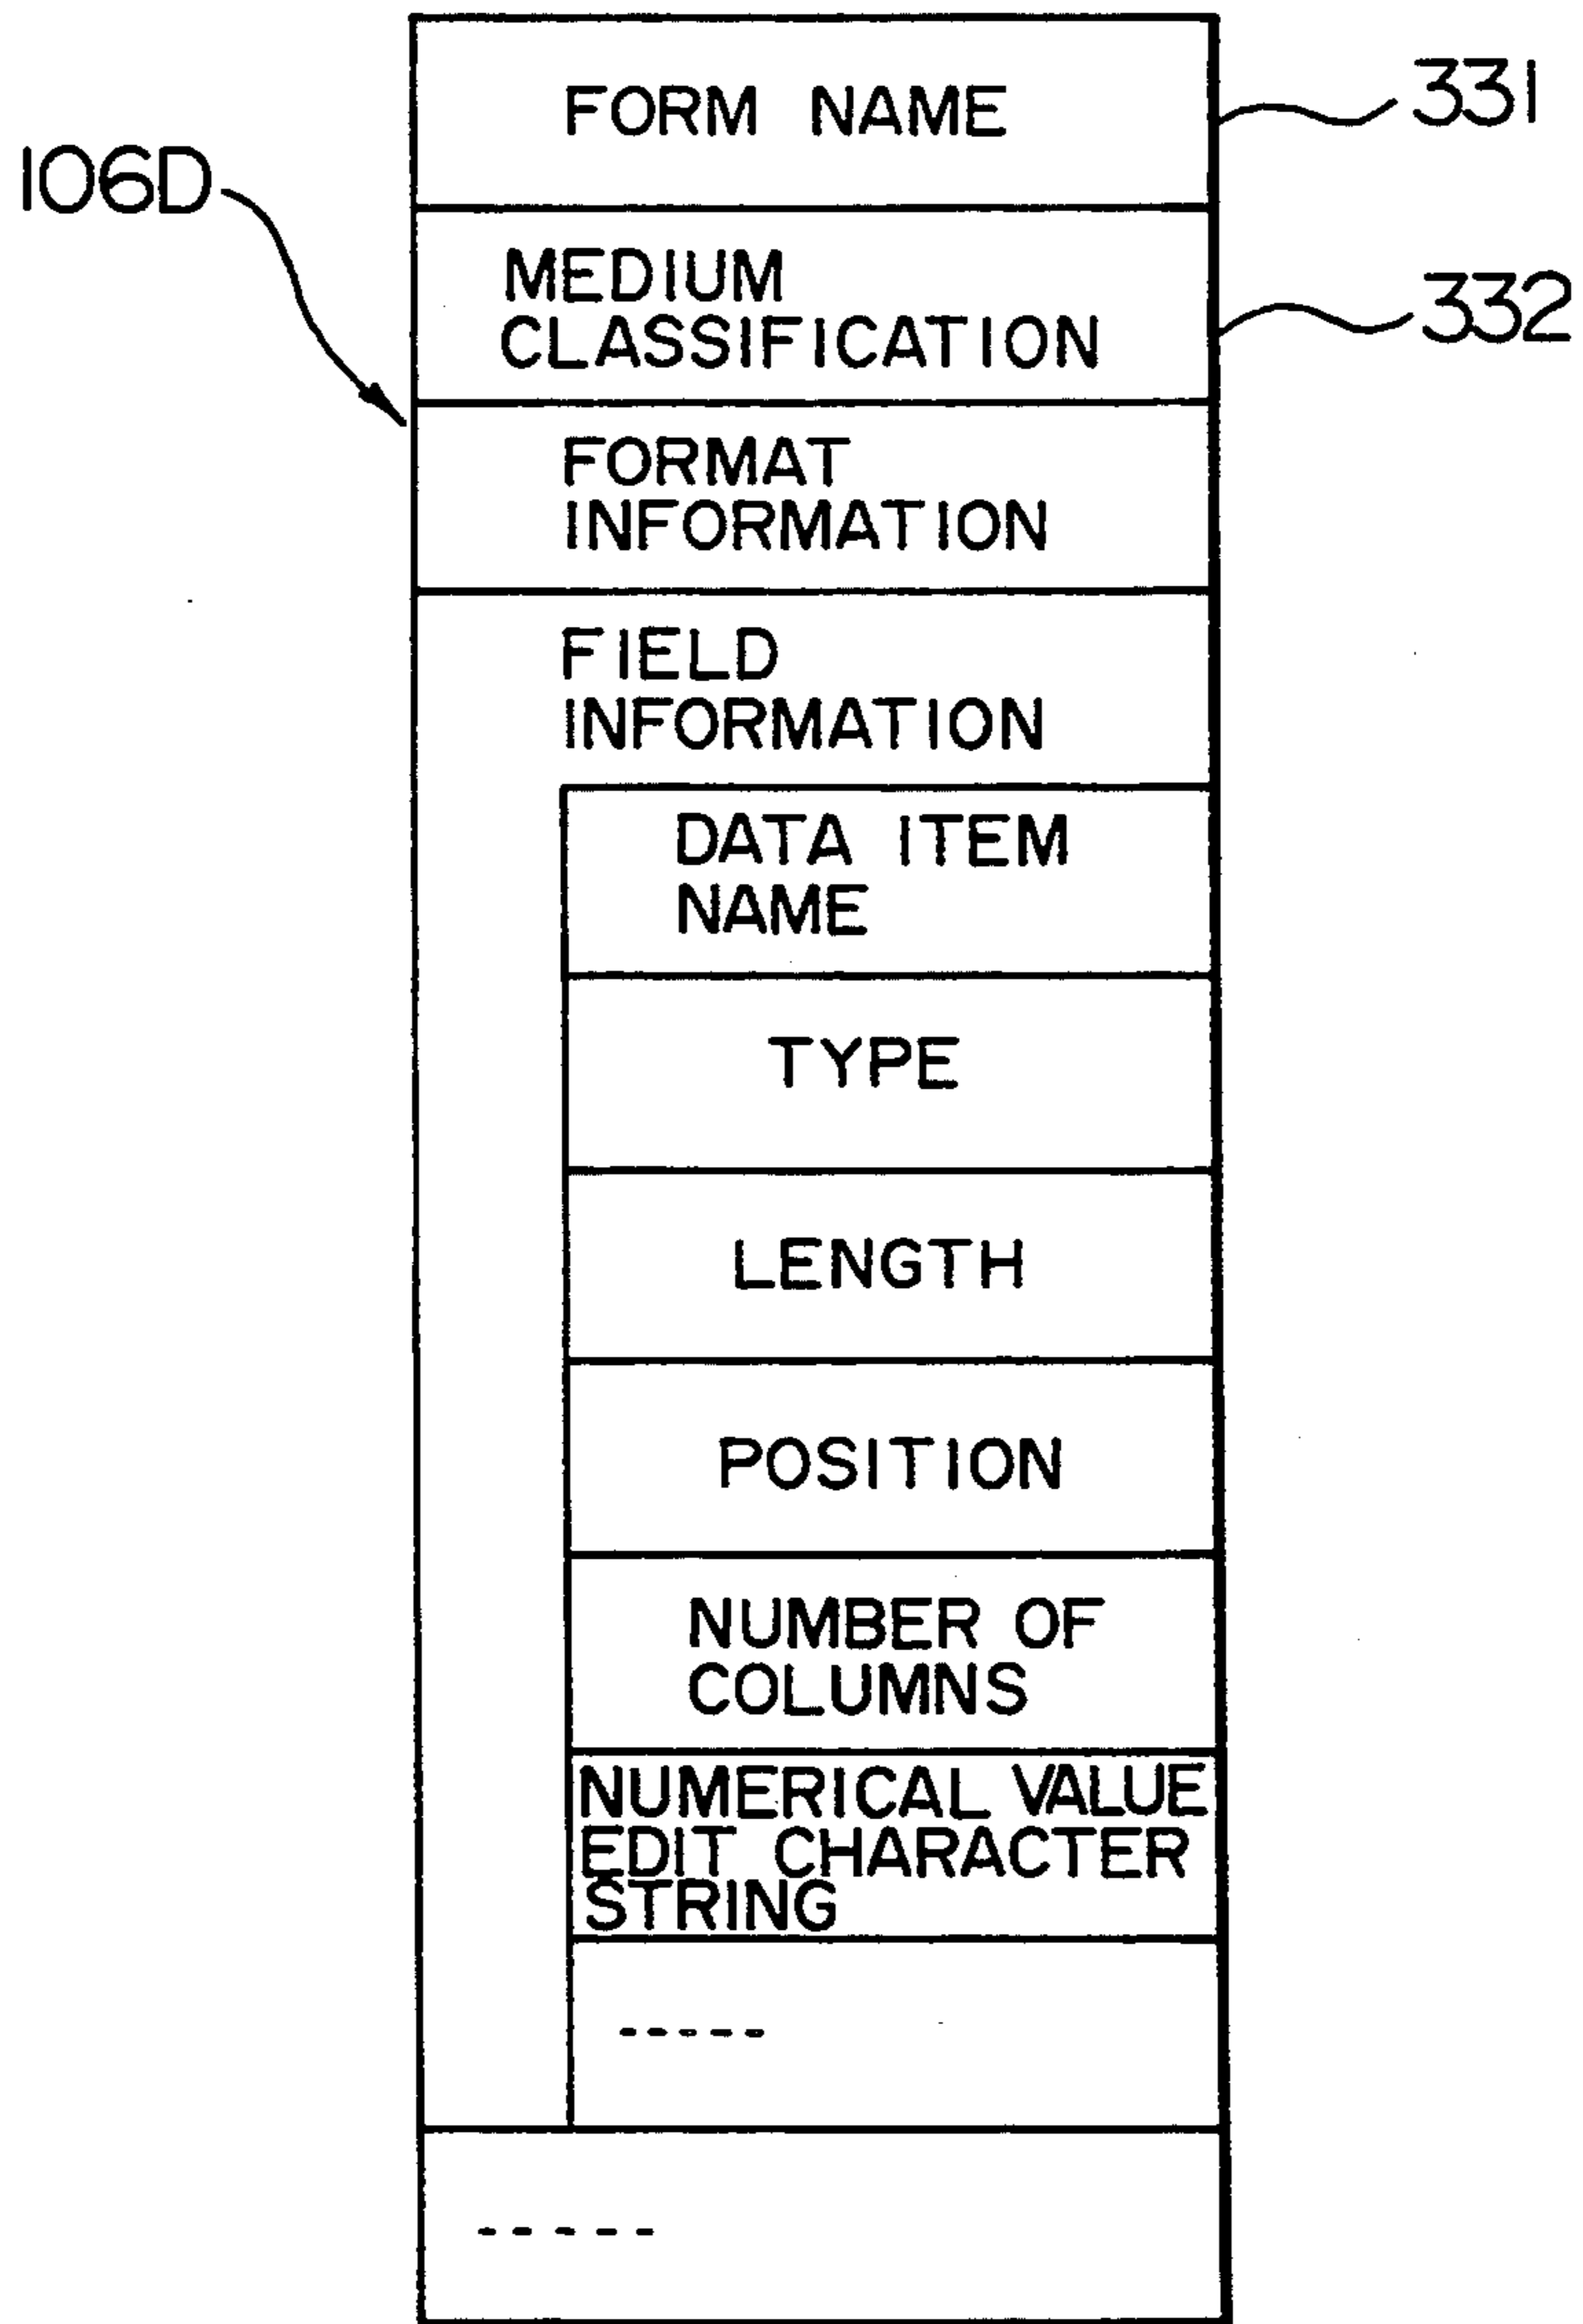 FORM NAME
331
106D
MEDIUM
CLASSIFICATION
332
FORMAT
INFORMATION
FIELD
INFORMATION
DATA ITEM
NAME
TYPE
LENGTH
POSITION
NUMBER OF
COLUMNS
NUMERICAL VALUE
EDIT CHARACTER
STRING
-----
-----